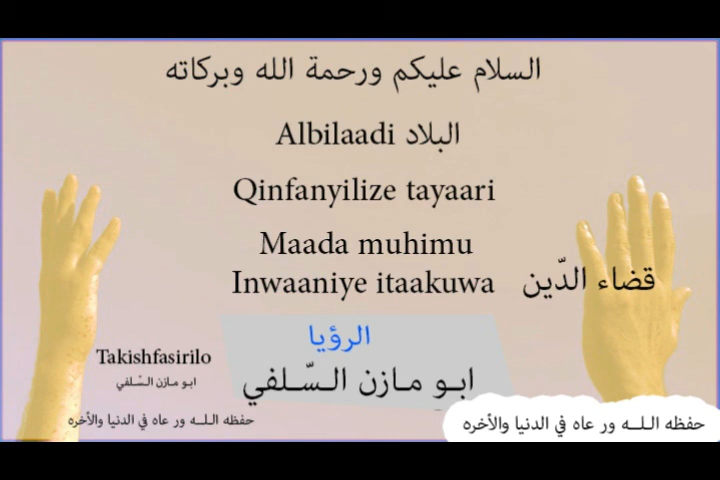 السلام عليكم ورحمة الله وبركاته
Albilaadi البلاد
Qinfanyilize tayaari
Maada muhimu
Inwaaniye itaakuwa قضاء الدّين
الرؤيا
Takishfasirilo
ابـو مـازن الـسّـلفي
ابو مازن السّلفي
حفظه اللـه ور عاه في الدنيا والأخره
حفظه اللـه ور عاه في الدنيا والأخره